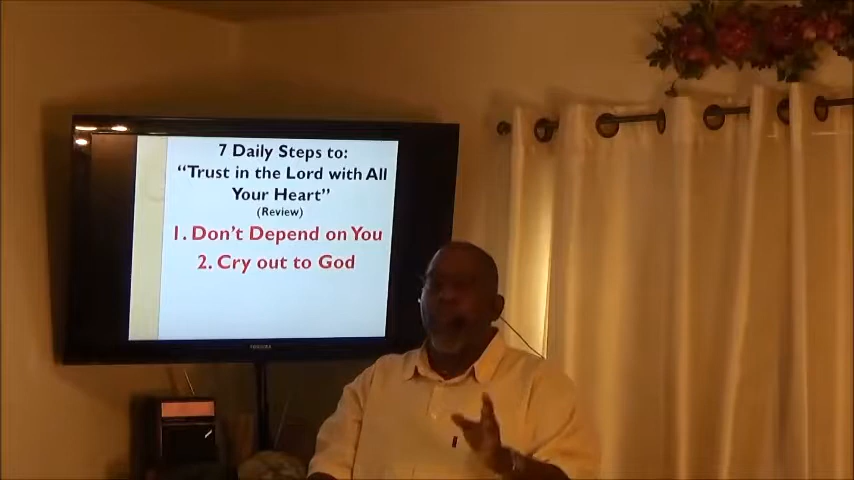 7 Daily Steps to:
“Trust in the Lord with All
Your Heart”
(Review)
1. Don’t Depend on You
2. Cry out to God